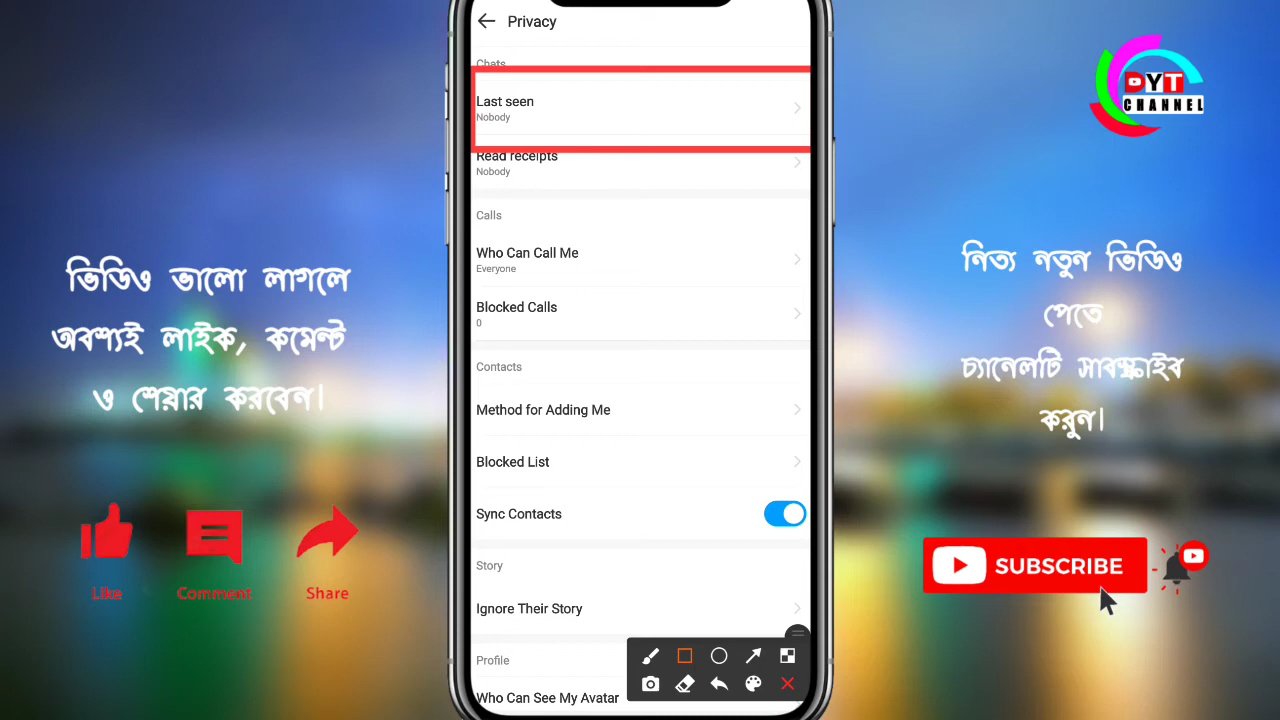 Privacy
Chats
Last seen
Nobody
Read receipts
Nobody
Calls
Who Can Call Me
Everyone
Blocked Calls
0
Contacts
Method for Adding Me
Blocked List
Sync Contacts
Story
Ignore Their Story
Profile
Who Can See My Avatar
ভিডিও ভালো লাগলে
অবশ্যই লাইক, কমেন্ট
ও শেয়ার করবেন।
Like
Comment
Share
DYT
CHANNEL
নিত্য নতুন ভিডিও
পেতে
চ্যানেলটি সাবস্ক্রাইব
করুন।
SUBSCRIBE